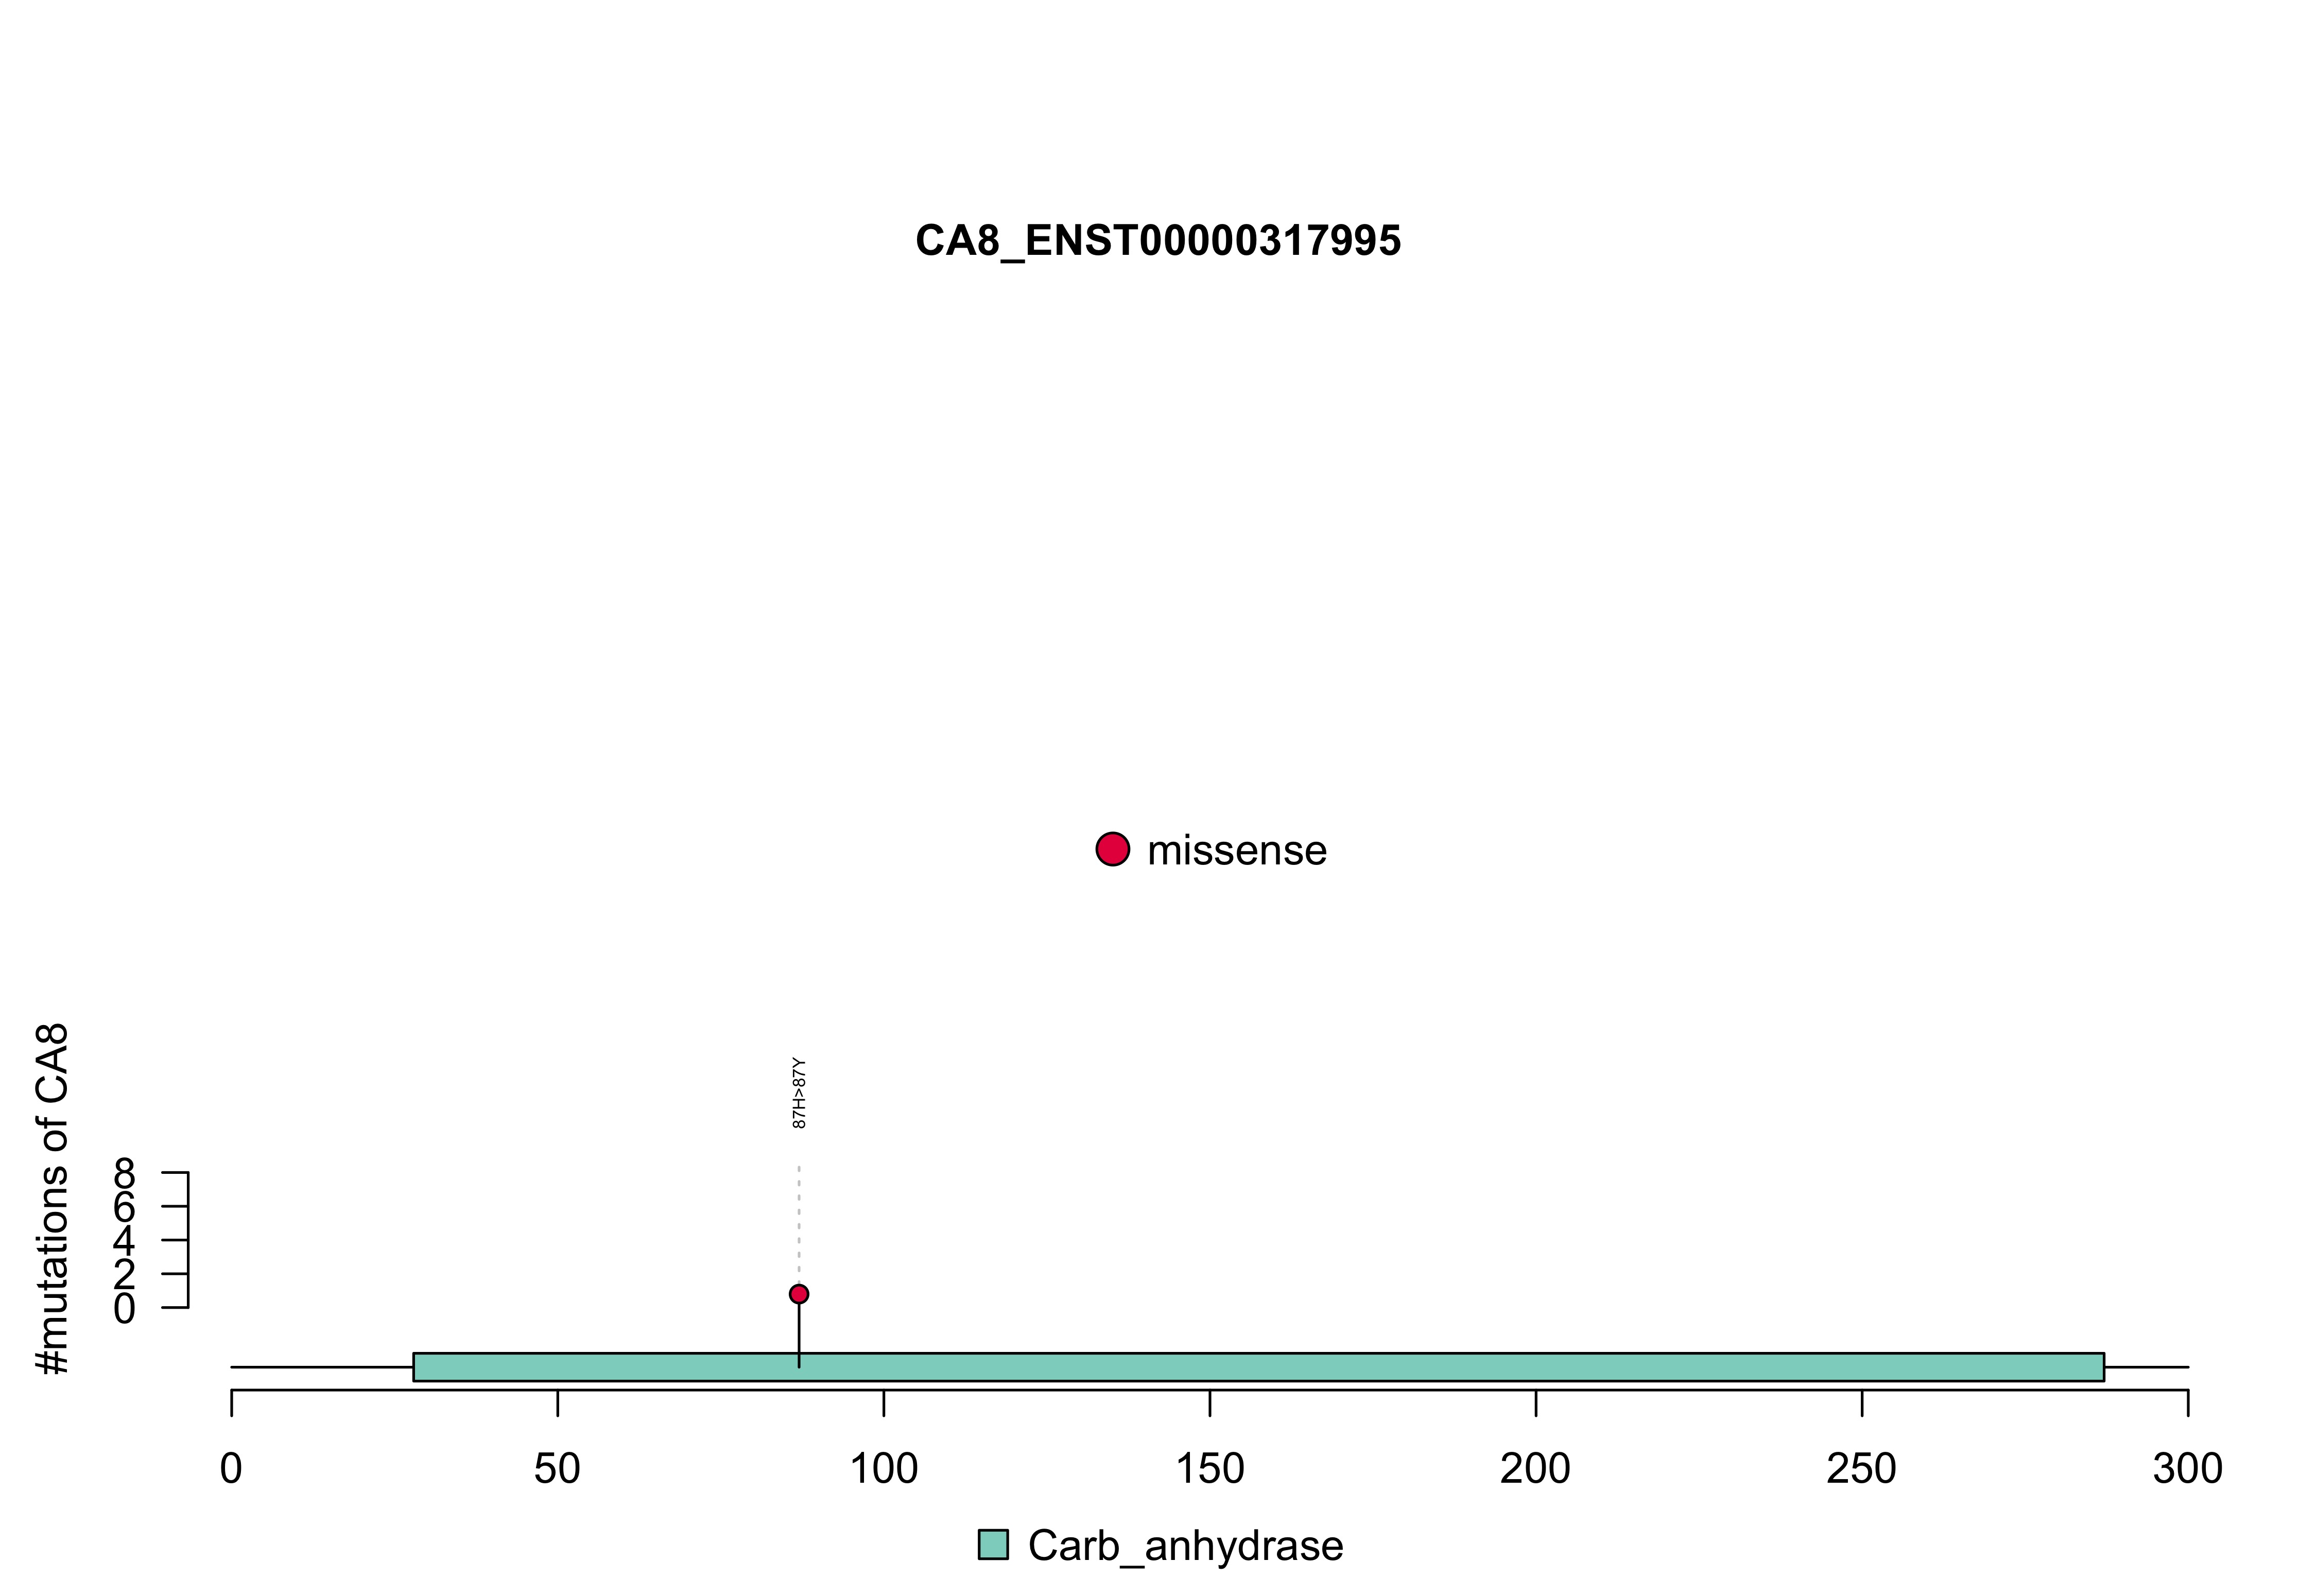 CA8_ENST00000317995
missense
#mutations of CA8
87H>87Y
8
6
4
2
0
0 50 100 150 200 250 300
Carb_anhydrase